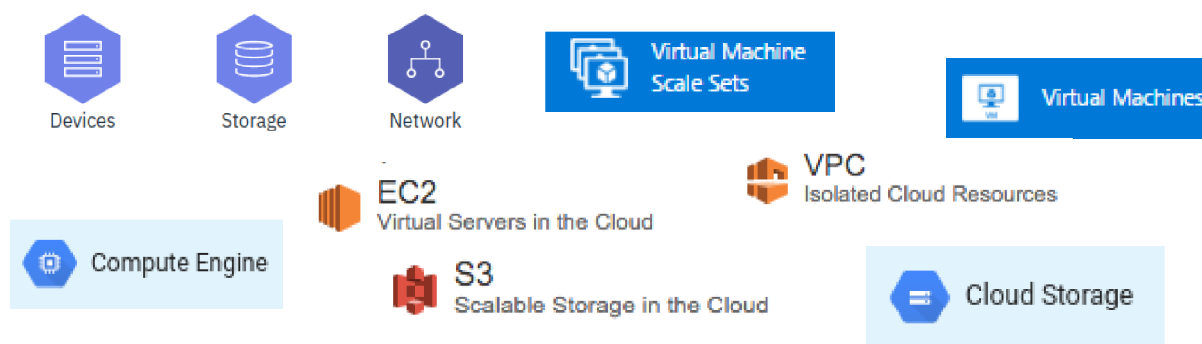 Devices
Storage
Network
Virtual Machine
Scale Sets
Virtual Machines
VPC
Isolated Cloud Resources
EC2
Virtual Servers in the Cloud
Compute Engine
S3
Scalable Storage in the Cloud
Cloud Storage